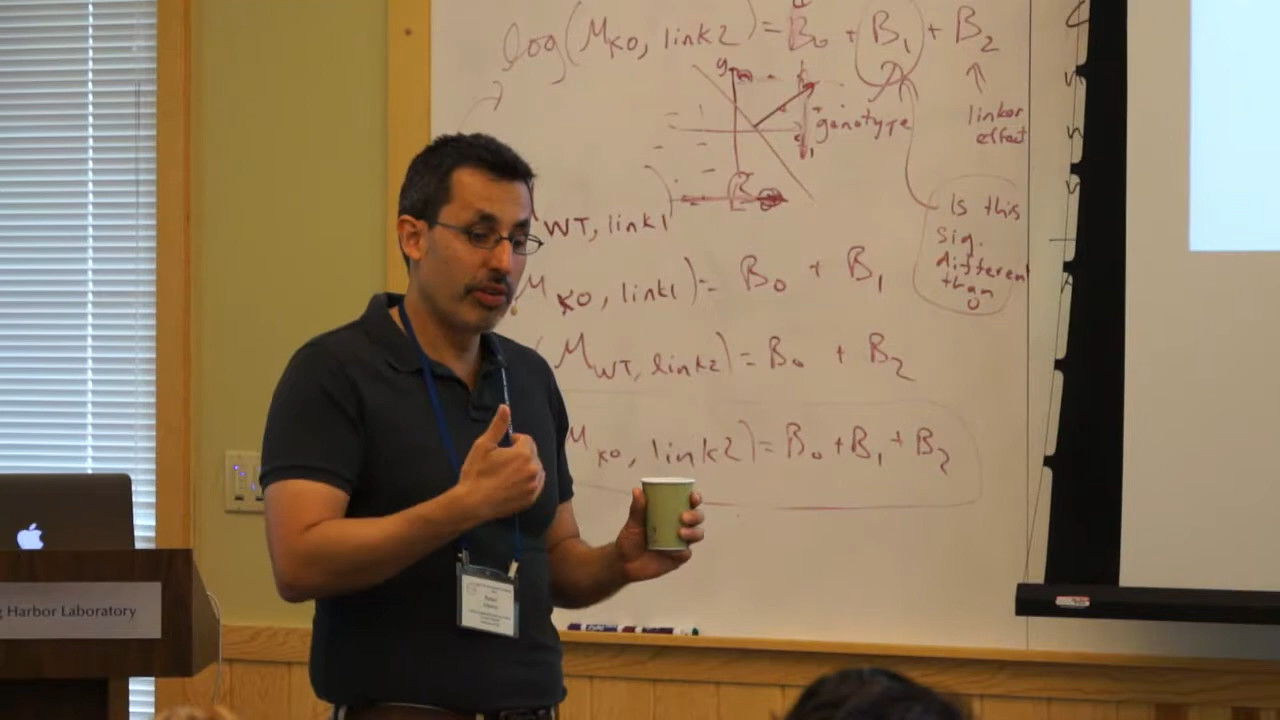 log(μKO, link2) = B0 + B1 + B2
y
genotype
linker
effect
WT, link1
Is this
sig.
differen
than
0
μKO, link1) = B0 + B1
(μWT, link2) = B0 + B2
μKO, link2) = B0 + B1 + B2
g Harbor Laboratory